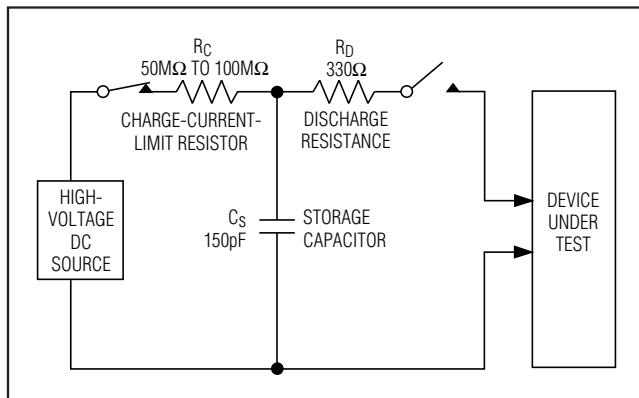 RC
50MΩ TO 100MΩ
CHARGE-CURRENT-
LIMIT RESISTOR
RD
330Ω
DISCHARGE
RESISTANCE
HIGH-
VOLTAGE
DC
SOURCE
CS
150pF
STORAGE
CAPACITOR
DEVICE
UNDER
TEST